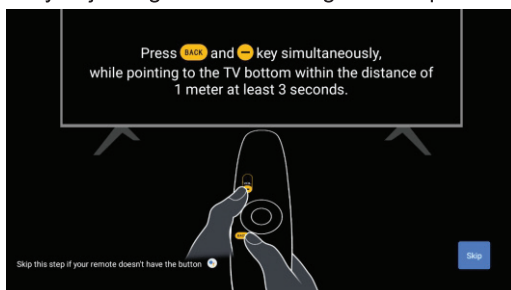 Press BACK and − key simultaneously,
while pointing to the TV bottom within the distance of
1 meter at least 3 seconds.
Skip this step if your remote doesn't have the button
Skip